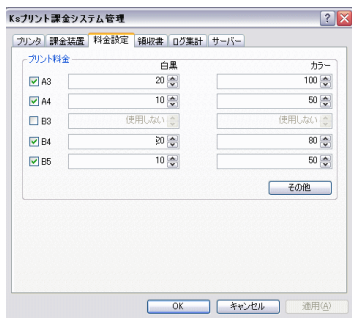 Ksプリント課金システム管理
プリンタ 課金装置 料金設定 領収書 ログ集計 サーバー
プリント料金
白黒 カラー
A3 20 100
A4 10 50
B3 使用しない 使用しない
B4 20 80
B5 10 50
その他
OK キャンセル 適用(A)